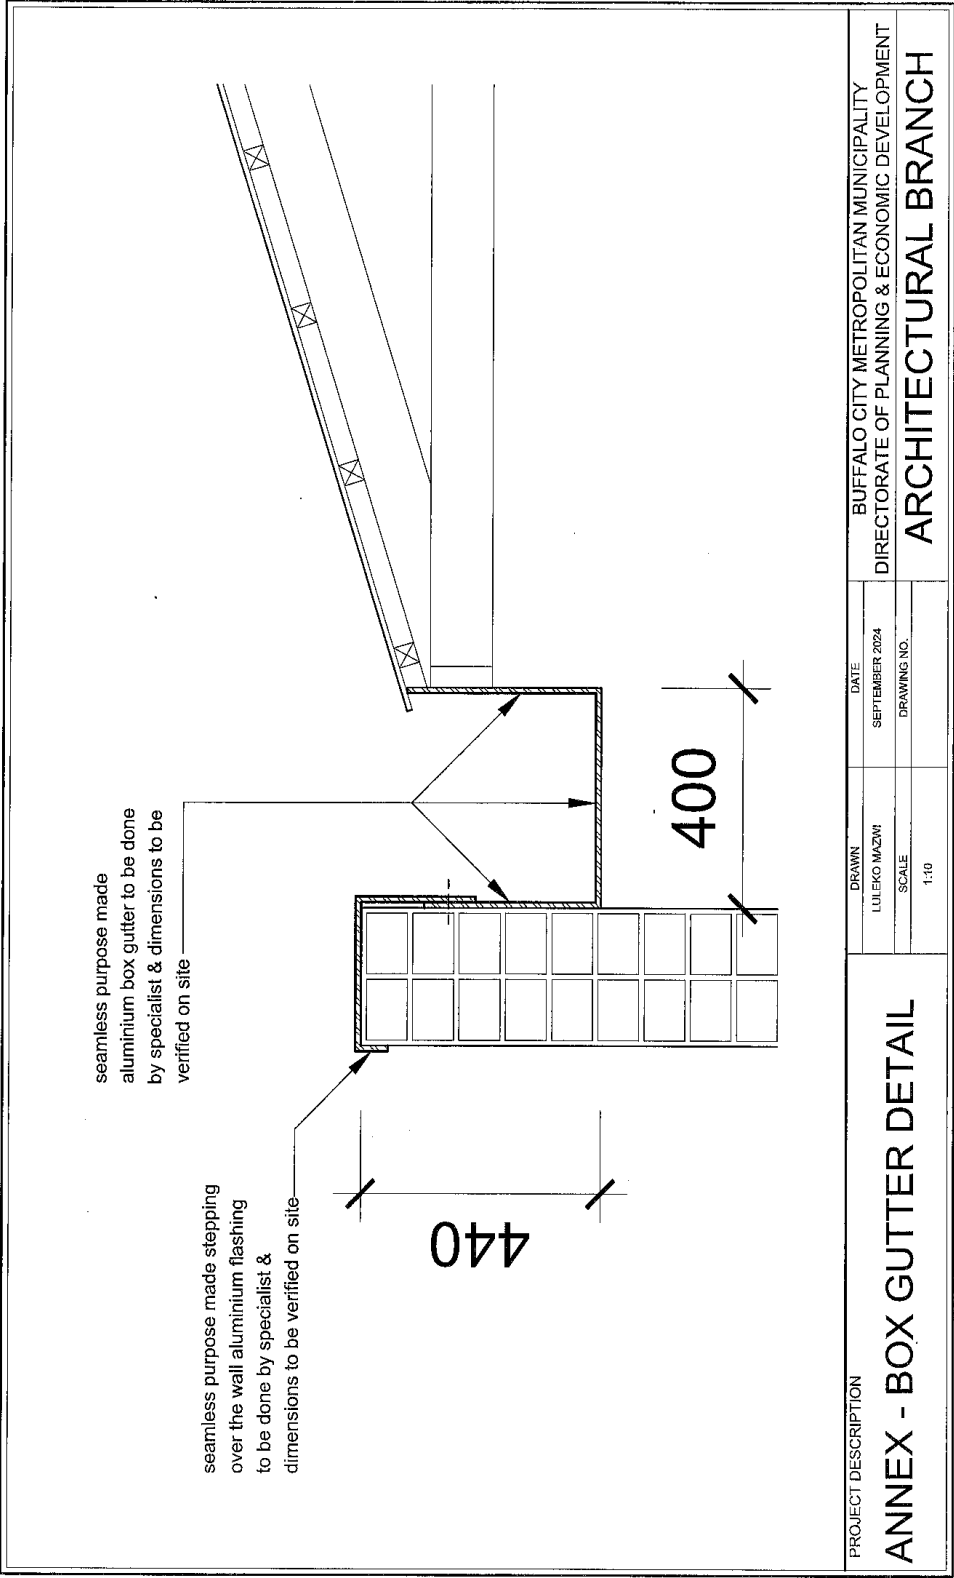 seamless purpose made
aluminium box gutter to be done
by specialist & dimensions to be
verified on site
seamless purpose made stepping
over the wall aluminium flashing
to be done by specialist &
dimensions to be verified on site
440
400
PROJECT DESCRIPTION
ANNEX - BOX GUTTER DETAIL
DRAWN
LULEKO MAZWI
SCALE
1:10
DATE
SEPTEMBER 2024
DRAWING NO.
BUFFALO CITY METROPOLITAN MUNICIPALITY
DIRECTORATE OF PLANNING & ECONOMIC DEVELOPMENT
ARCHITECTURAL BRANCH